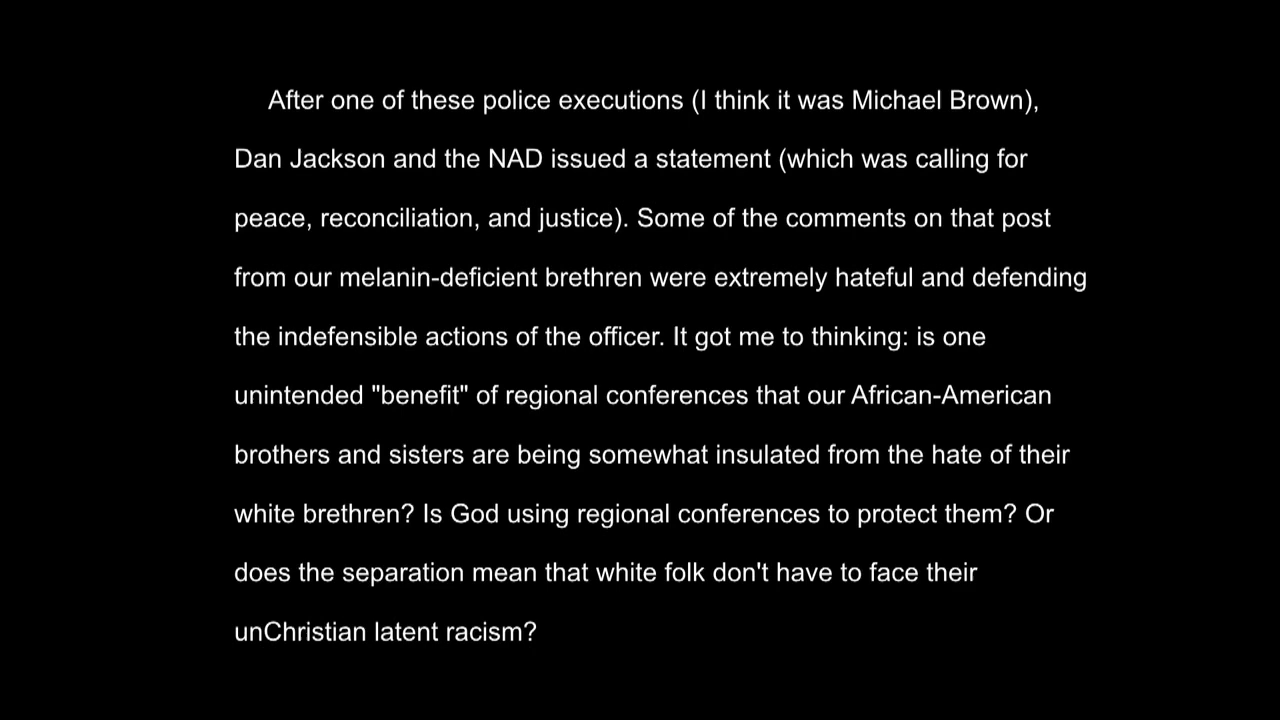 After one of these police executions (I think it was Michael Brown),
Dan Jackson and the NAD issued a statement (which was calling for
peace, reconciliation, and justice). Some of the comments on that post
from our melanin-deficient brethren were extremely hateful and defending
the indefensible actions of the officer. It got me to thinking: is one
unintended "benefit" of regional conferences that our African-American
brothers and sisters are being somewhat insulated from the hate of their
white brethren? Is God using regional conferences to protect them? Or
does the separation mean that white folk don't have to face their
unChristian latent racism?